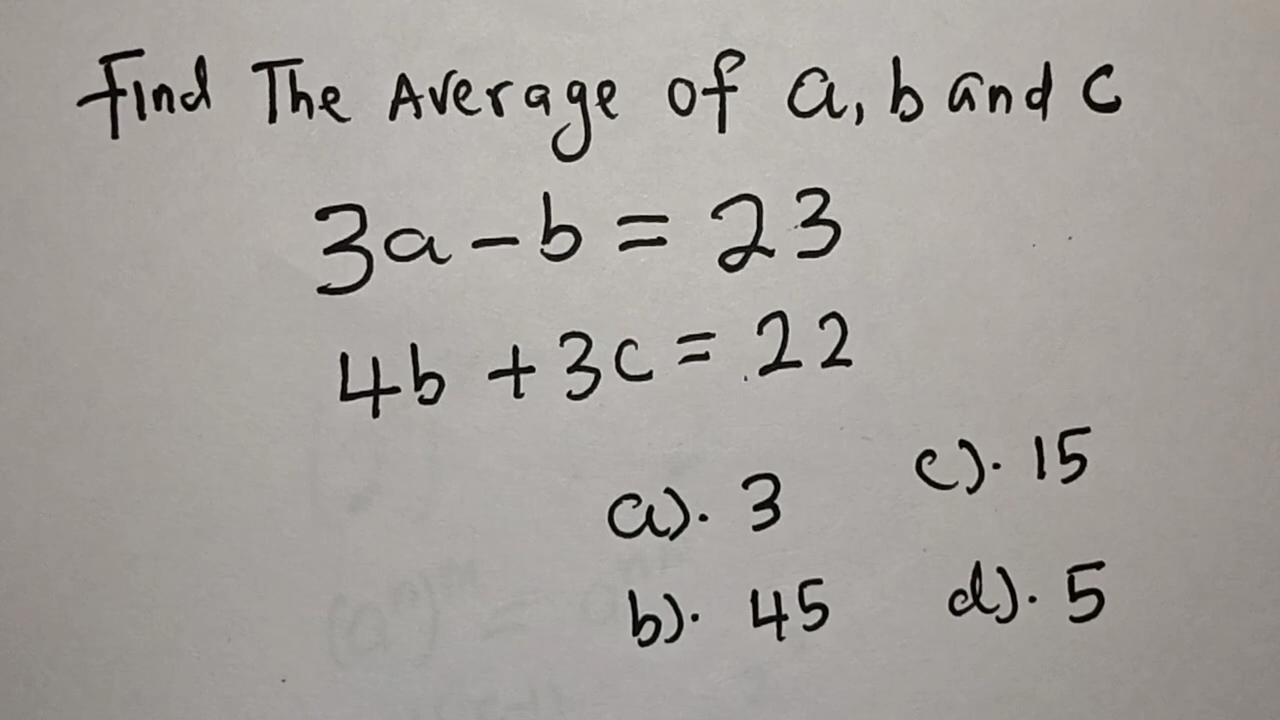 Find The Average of a, b and c
3a - b = 23
4b + 3c = 22
a). 3
c). 15
b). 45
d). 5